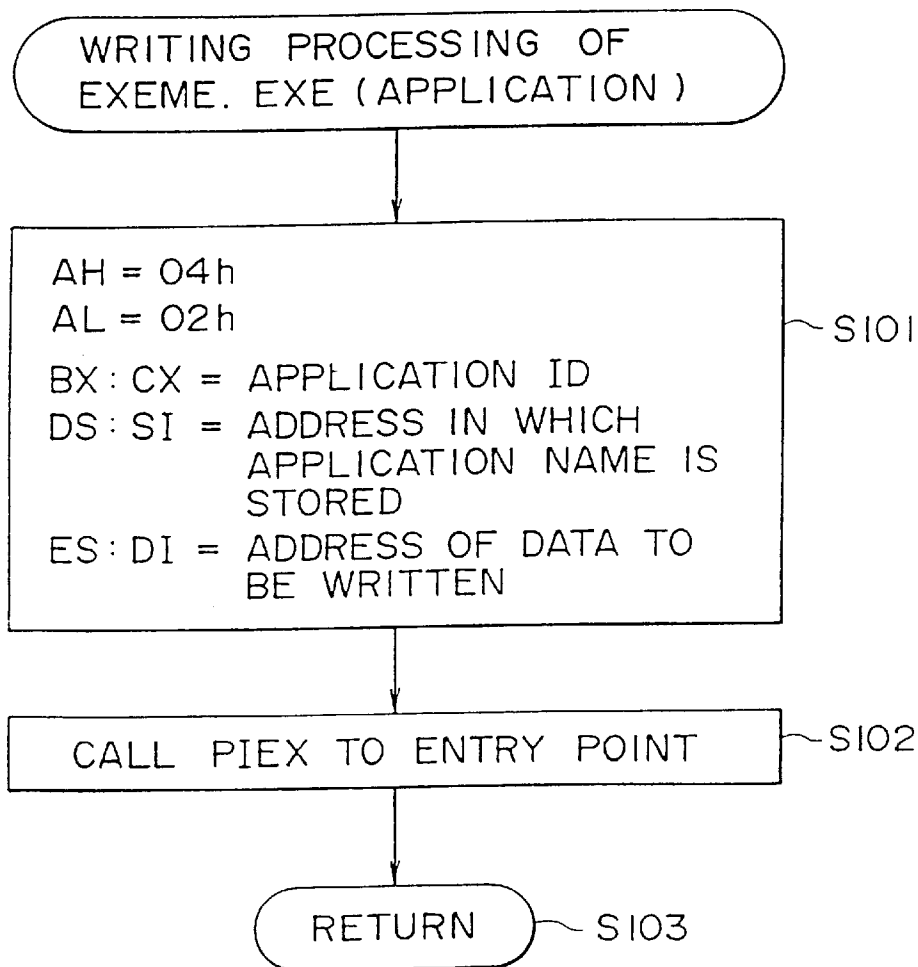 WRITING PROCESSING OF
EXEME. EXE (APPLICATION)
AH = 04h
AL = 02h
S101
BX : CX = APPLICATION ID
DS : SI = ADDRESS IN WHICH
APPLICATION NAME IS
STORED
ES : DI = ADDRESS OF DATA TO
BE WRITTEN
CALL PIEX TO ENTRY POINT
S102
RETURN
S103